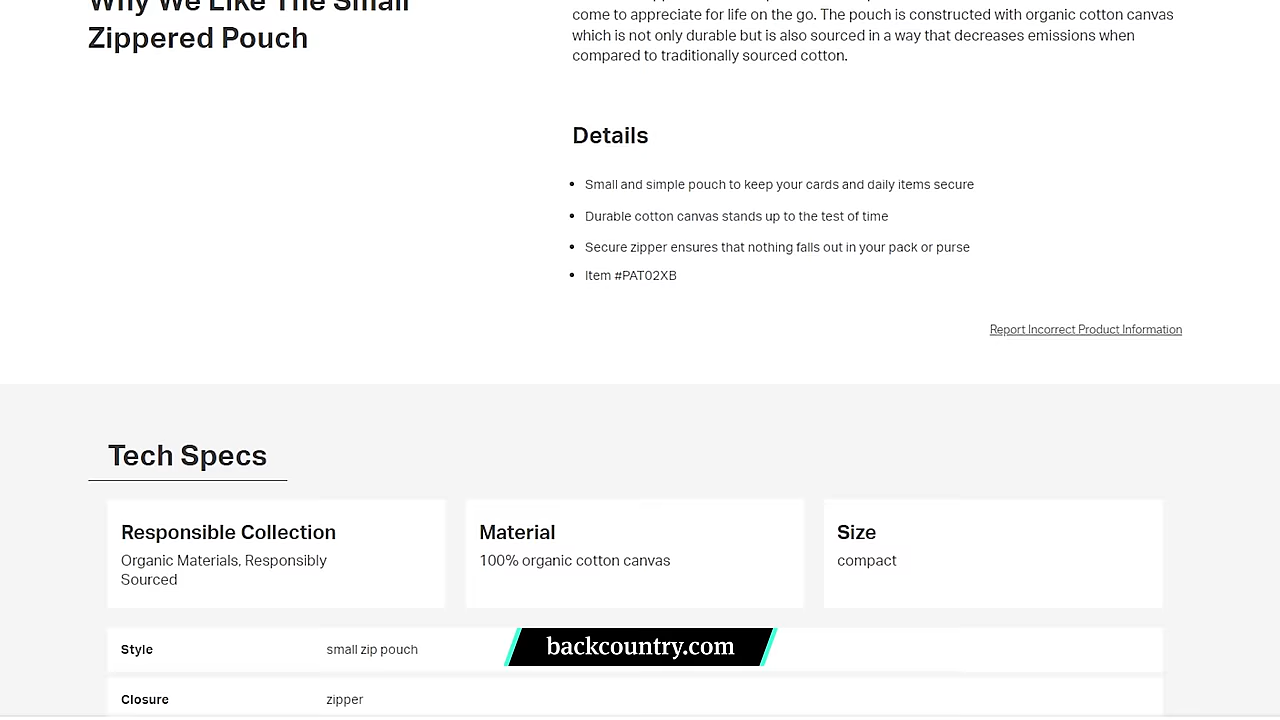 Why We Like The Small
Zippered Pouch
come to appreciate for life on the go. The pouch is constructed with organic cotton canvas
which is not only durable but is also sourced in a way that decreases emissions when
compared to traditionally sourced cotton.
Details
Small and simple pouch to keep your cards and daily items secure
Durable cotton canvas stands up to the test of time
Secure zipper ensures that nothing falls out in your pack or purse
Item #PAT02XB
Report Incorrect Product Information
Tech Specs
Responsible Collection
Organic Materials, Responsibly
Sourced
Material
100% organic cotton canvas
Size
compact
Style
small zip pouch
backcountry.com
Closure
zipper